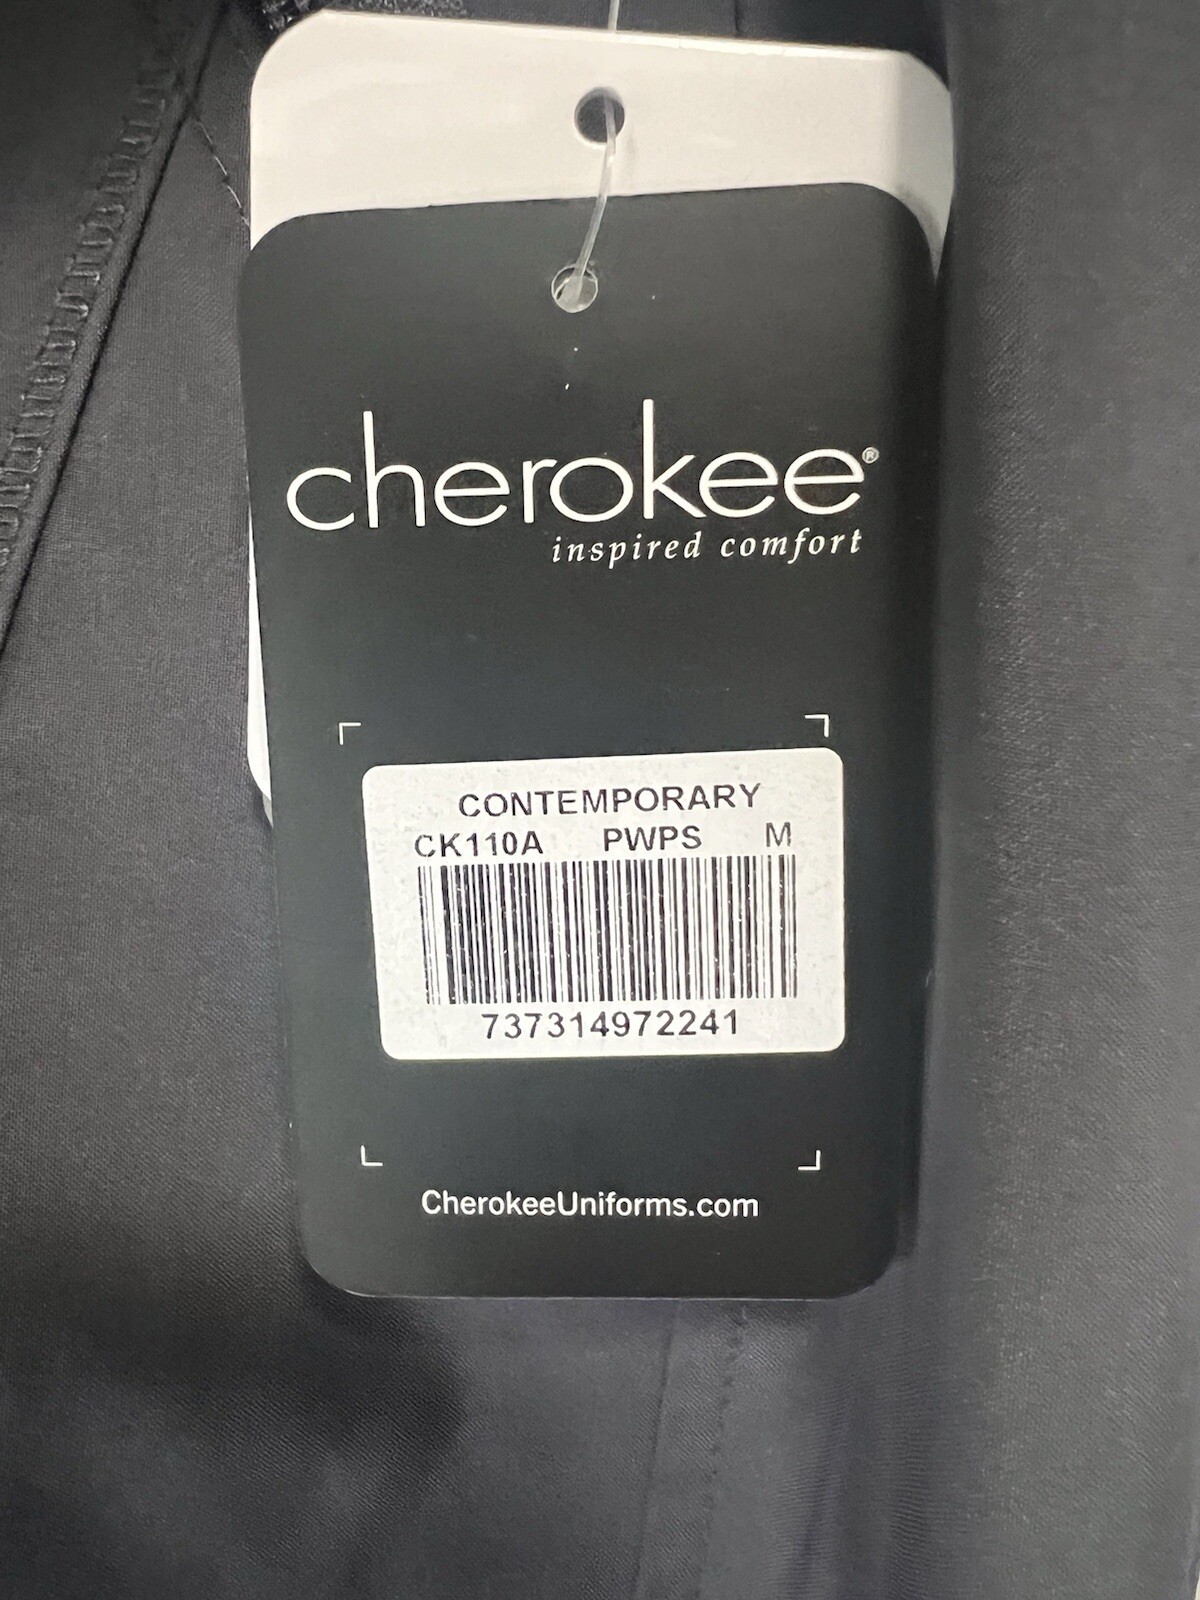 cherokee®
inspired comfort
CONTEMPORARY
CK110A PWPS M
737314972241
CherokeeUniforms.com